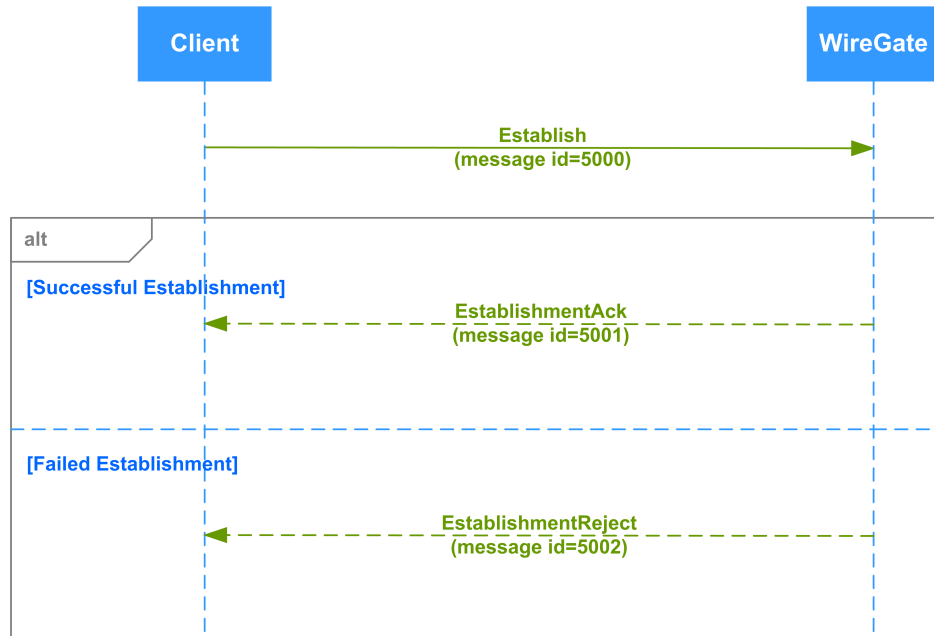 Client
WireGate
Establish
(message id=5000)
alt
[Successful Establishment]
EstablishmentAck
(message id=5001)
[Failed Establishment]
EstablishmentReject
(message id=5002)